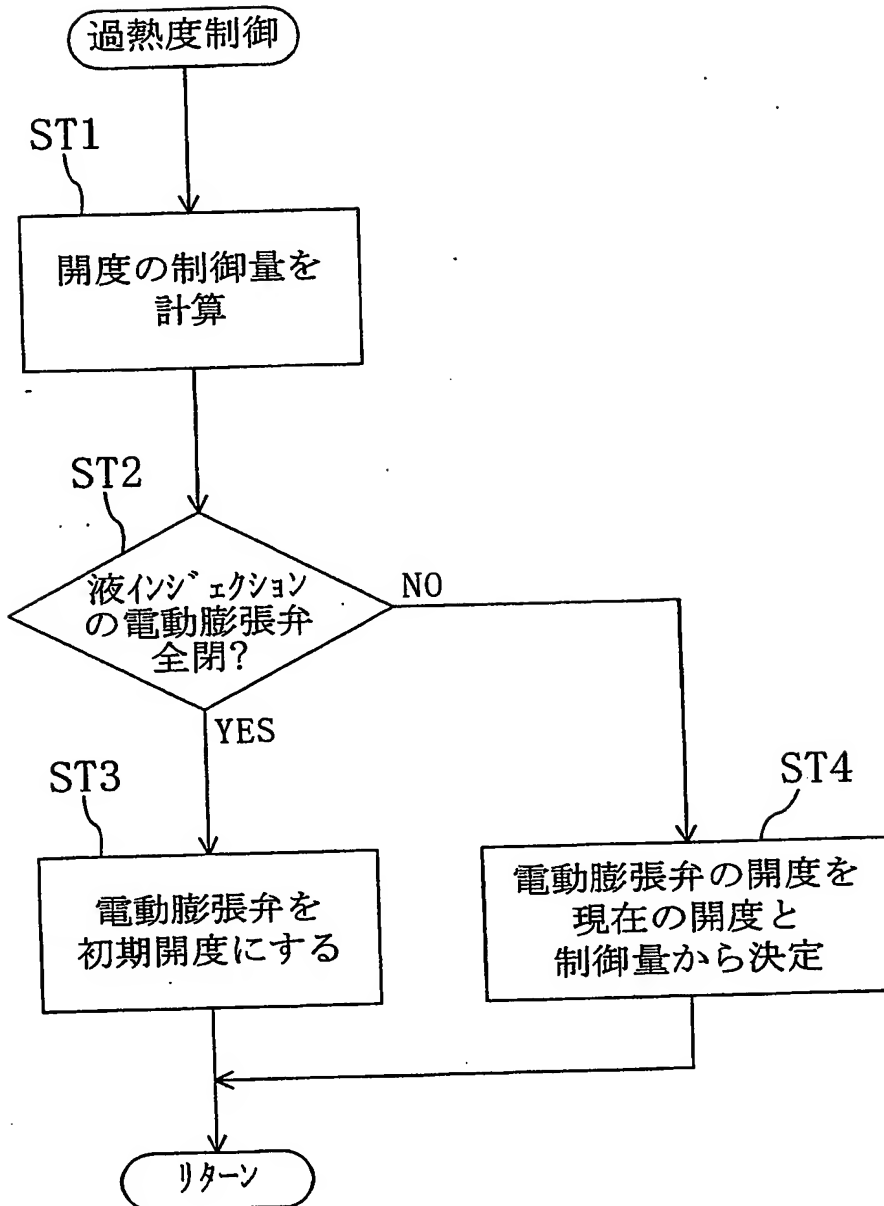 過熱度制御
ST1
開度の制御量を
計算
ST2
液インジェクション
の電動膨張弁
全閉?
NO
YES
ST3
電動膨張弁を
初期開度にする
ST4
電動膨張弁の開度を
現在の開度と
制御量から決定
リターン